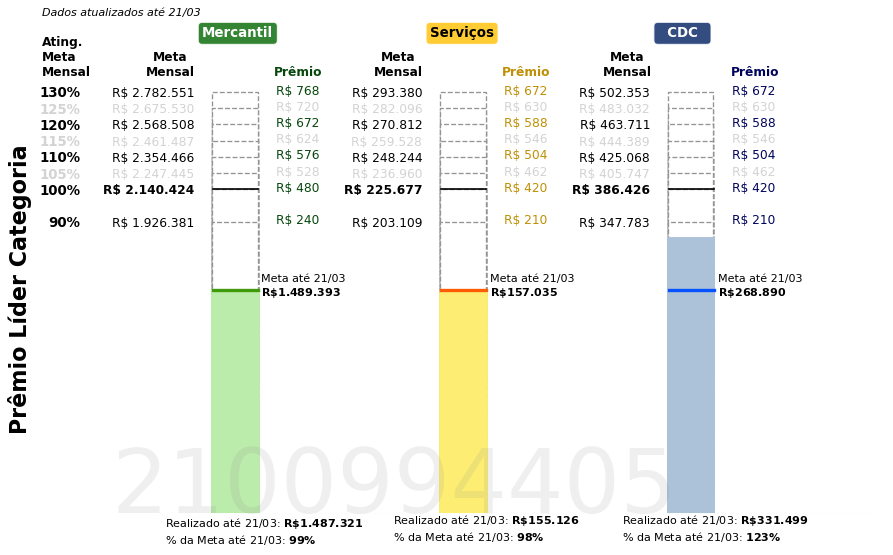 Dados atualizados até 21/03
Mercantil Serviços CDC
Ating. Meta Mensal Meta Mensal Prêmio Meta Mensal Prêmio Meta Mensal Prêmio
130% R$ 2.782.551 R$ 768 R$ 293.380 R$ 672 R$ 502.353 R$ 672
125% R$ 2.675.530 R$ 720 R$ 282.096 R$ 630 R$ 483.032 R$ 630
120% R$ 2.568.508 R$ 672 R$ 270.812 R$ 588 R$ 463.711 R$ 588
115% R$ 2.461.487 R$ 624 R$ 259.528 R$ 546 R$ 444.389 R$ 546
110% R$ 2.354.466 R$ 576 R$ 248.244 R$ 504 R$ 425.068 R$ 504
105% R$ 2.247.445 R$ 528 R$ 236.960 R$ 462 R$ 405.747 R$ 462
100% R$ 2.140.424 R$ 480 R$ 225.677 R$ 420 R$ 386.426 R$ 420
90% R$ 1.926.381 R$ 240 R$ 203.109 R$ 210 R$ 347.783 R$ 210
Meta até 21/03 Meta até 21/03 Meta até 21/03
R$1.489.393 R$157.035 R$268.890
Prêmio Líder Categoria
2100994405
Realizado até 21/03: R$1.487.321 Realizado até 21/03: R$155.126 Realizado até 21/03: R$331.499
% da Meta até 21/03: 99% % da Meta até 21/03: 98% % da Meta até 21/03: 123%